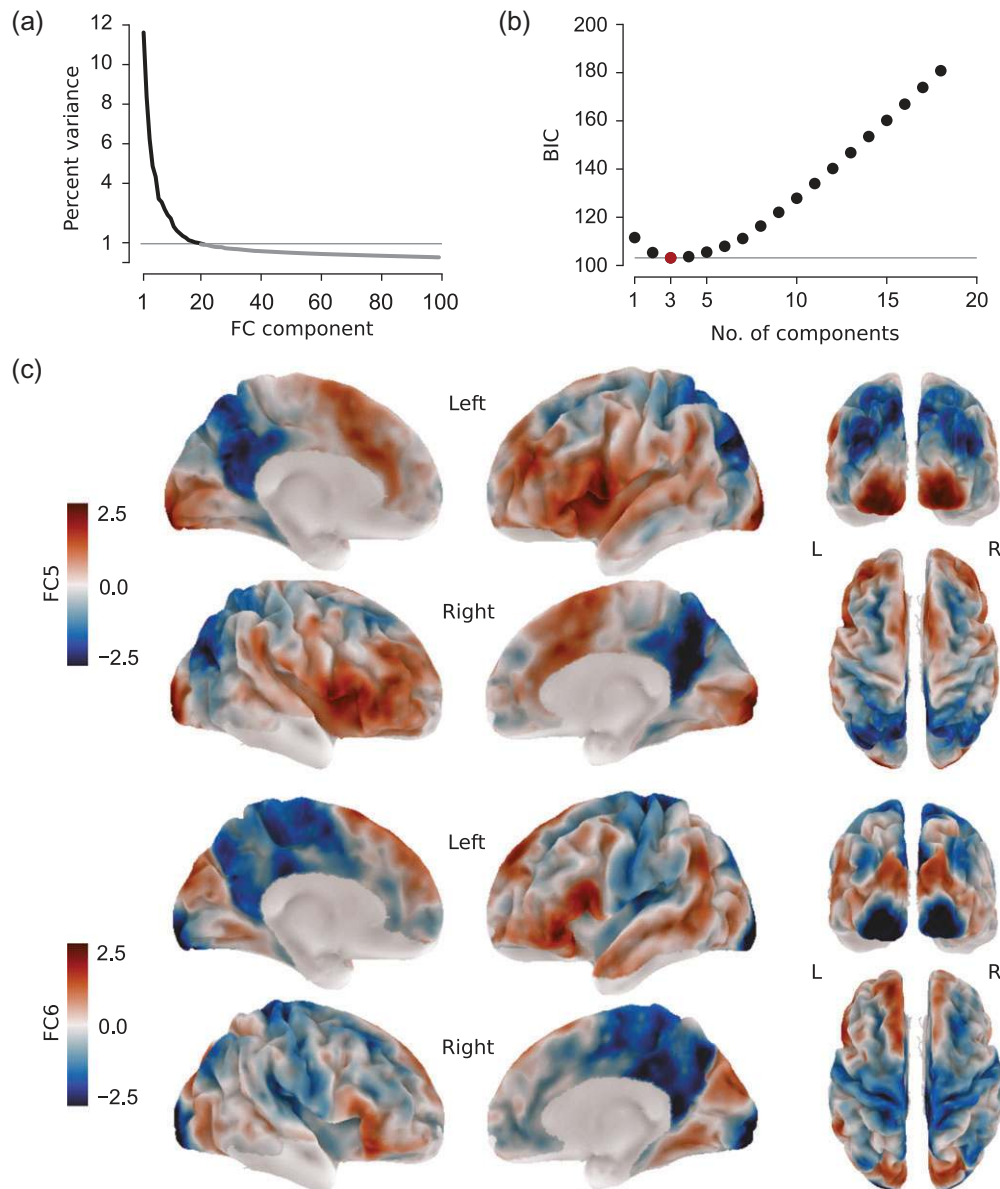 (a)
12
12
10
8
6
4
1
Percent variance
1 20 40 60 80 100
FC component
(b)
200
180
160
140
120
100
BIC
1 3 5 10 15 20
No. of components
(c)
Left
Right
L R
2.5
0.0
−2.5
FC5
Left
Right
L R
2.5
0.0
−2.5
FC6